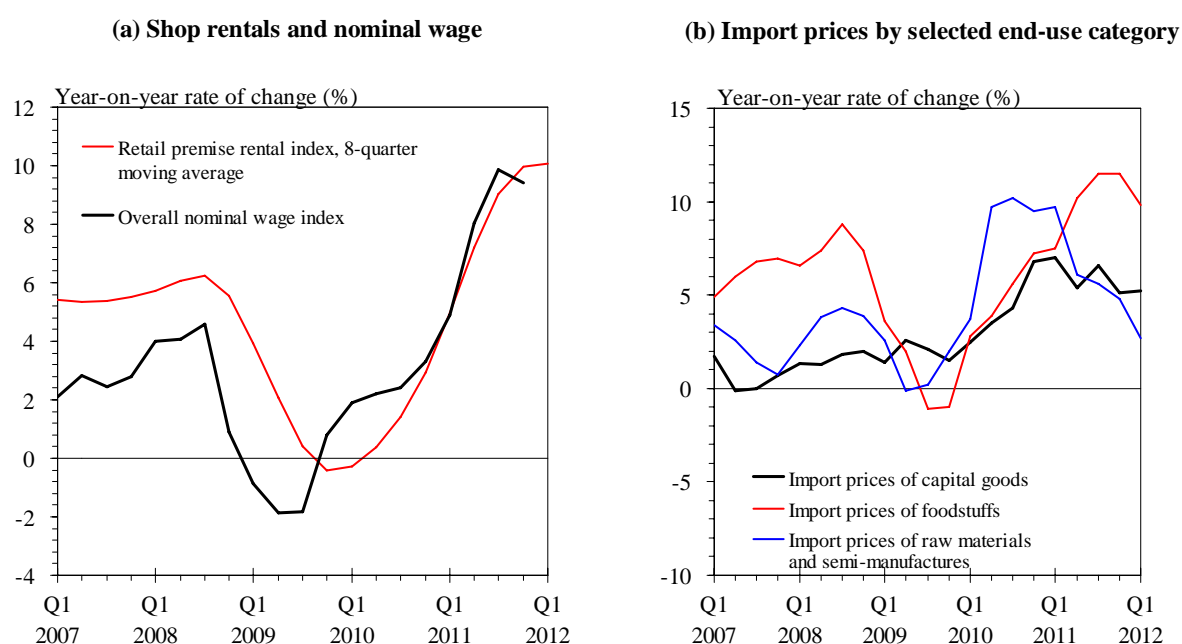 (a) Shop rentals and nominal wage
Year-on-year rate of change (%)
12
10
8
6
4
2
0
-2
-4
Retail premise rental index, 8-quarter
moving average
Overall nominal wage index
Q1 Q1 Q1 Q1 Q1 Q1
2007 2008 2009 2010 2011 2012
(b) Import prices by selected end-use category
Year-on-year rate of change (%)
15
10
5
0
-5
-10
Import prices of capital goods
Import prices of foodstuffs
Import prices of raw materials
and semi-manufactures
Q1 Q1 Q1 Q1 Q1 Q1
2007 2008 2009 2010 2011 2012